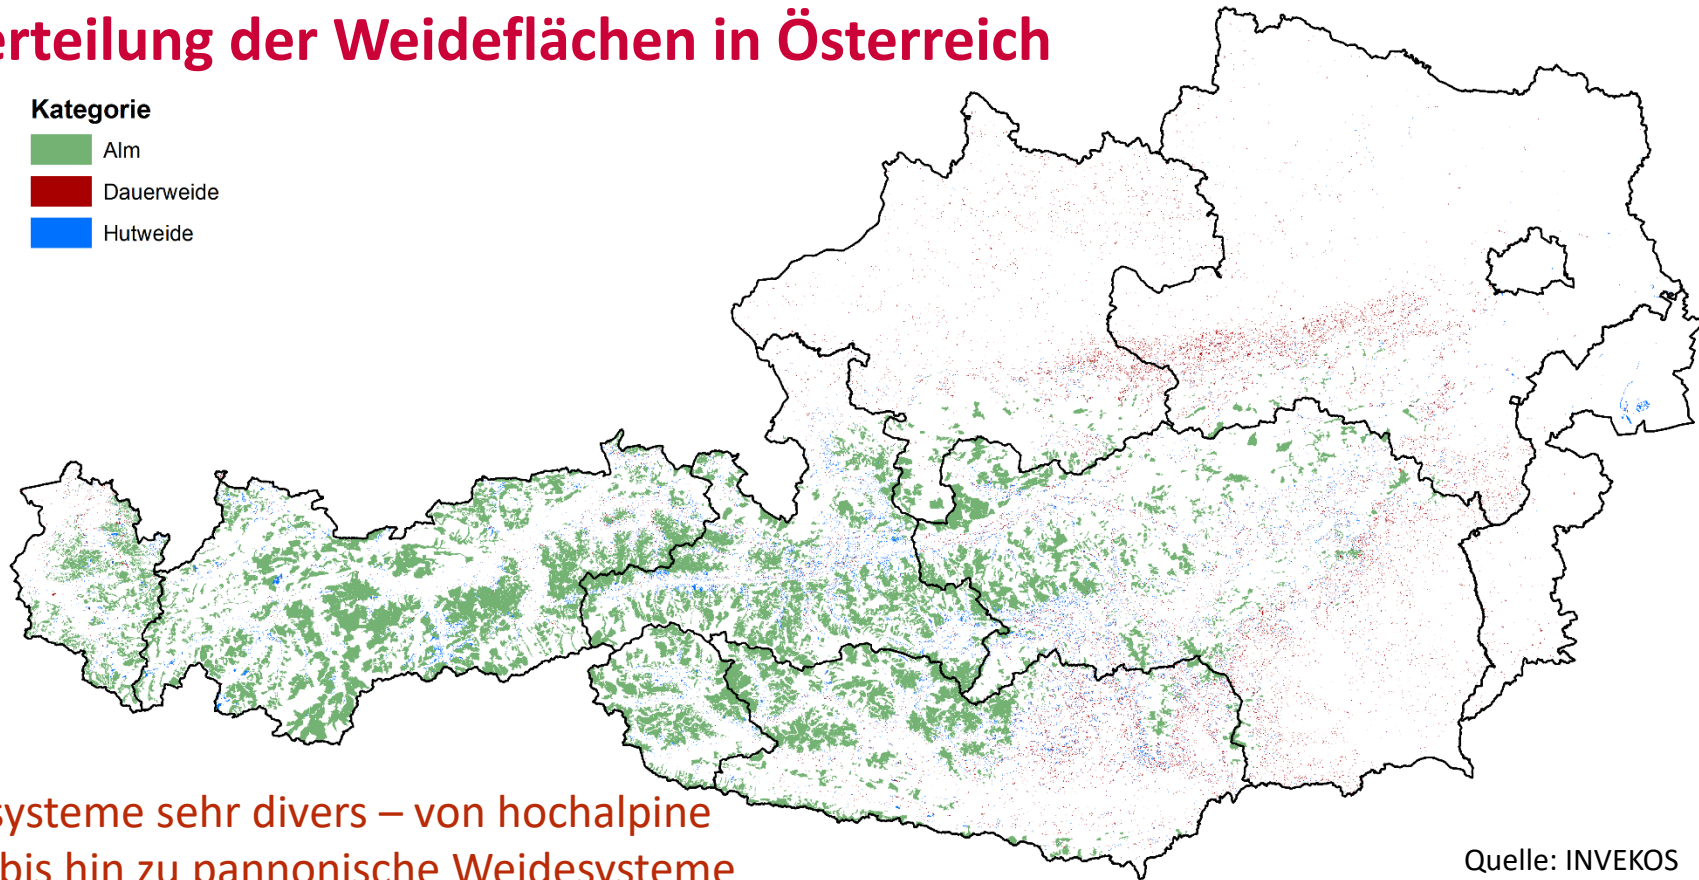 erteilung der Weideflächen in Österreich
Kategorie
Alm
Dauerweide
Hutweide
systeme sehr divers – von hochalpine
bis hin zu pannonische Weidesysteme
Quelle: INVEKOS